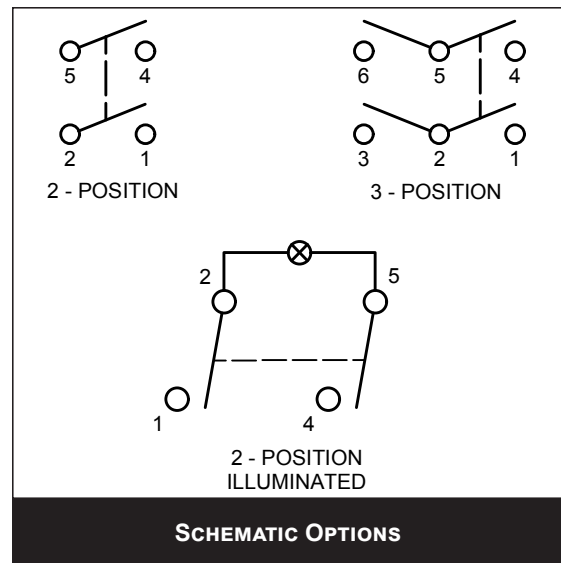 5 4
2 1
2 - POSITION
6 5 4
3 2 1
3 - POSITION
2 5
1 4
2 - POSITION
ILLUMINATED
SCHEMATIC OPTIONS